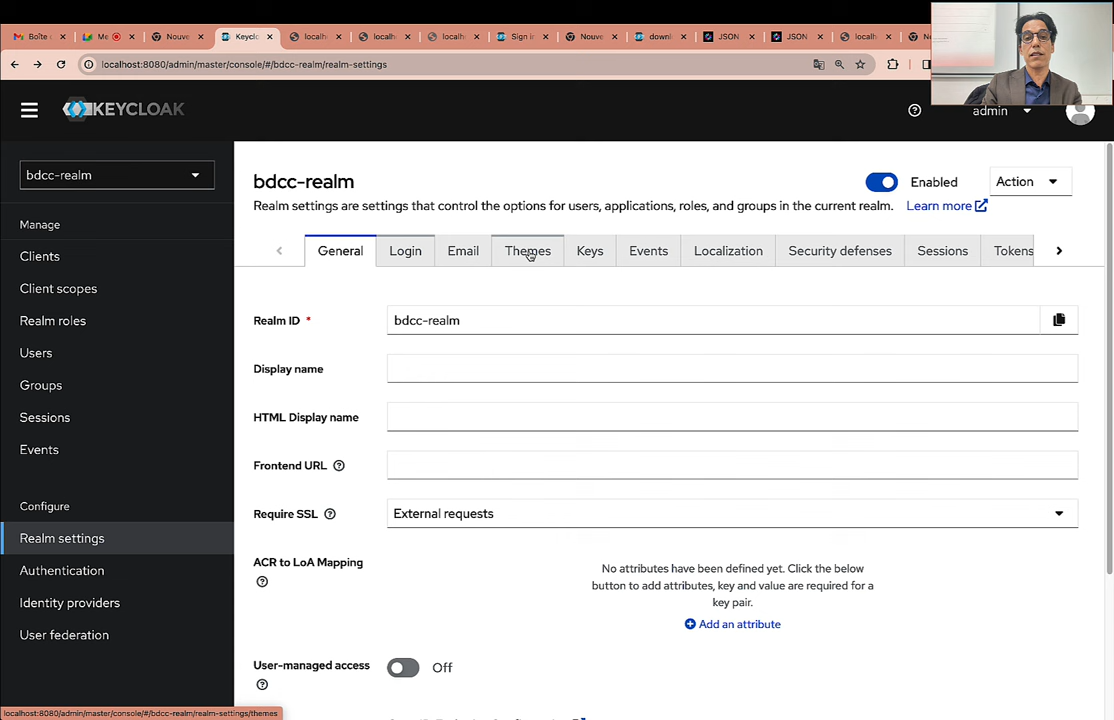 Boîte
Me
Nouve
Keyclo
localh
localh
localh
Sign i
Nouve
downl
JSON
JSON
localh
localhost:8080/admin/master/console/#/bdcc-realm/realm-settings
KEYCLOAK
admin
bdcc-realm
Manage
Clients
Client scopes
Realm roles
Users
Groups
Sessions
Events
Configure
Realm settings
Authentication
Identity providers
User federation
bdcc-realm
Enabled
Action
Realm settings are settings that control the options for users, applications, roles, and groups in the current realm. Learn more
General
Login
Email
Themes
Keys
Events
Localization
Security defenses
Sessions
Tokens
Realm ID *
bdcc-realm
Display name
HTML Display name
Frontend URL
Require SSL
External requests
ACR to LoA Mapping
No attributes have been defined yet. Click the below
button to add attributes, key and value are required for a
key pair.
Add an attribute
User-managed access
Off
localhost:8080/admin/master/console/#/bdcc-realm/realm-settings/themes